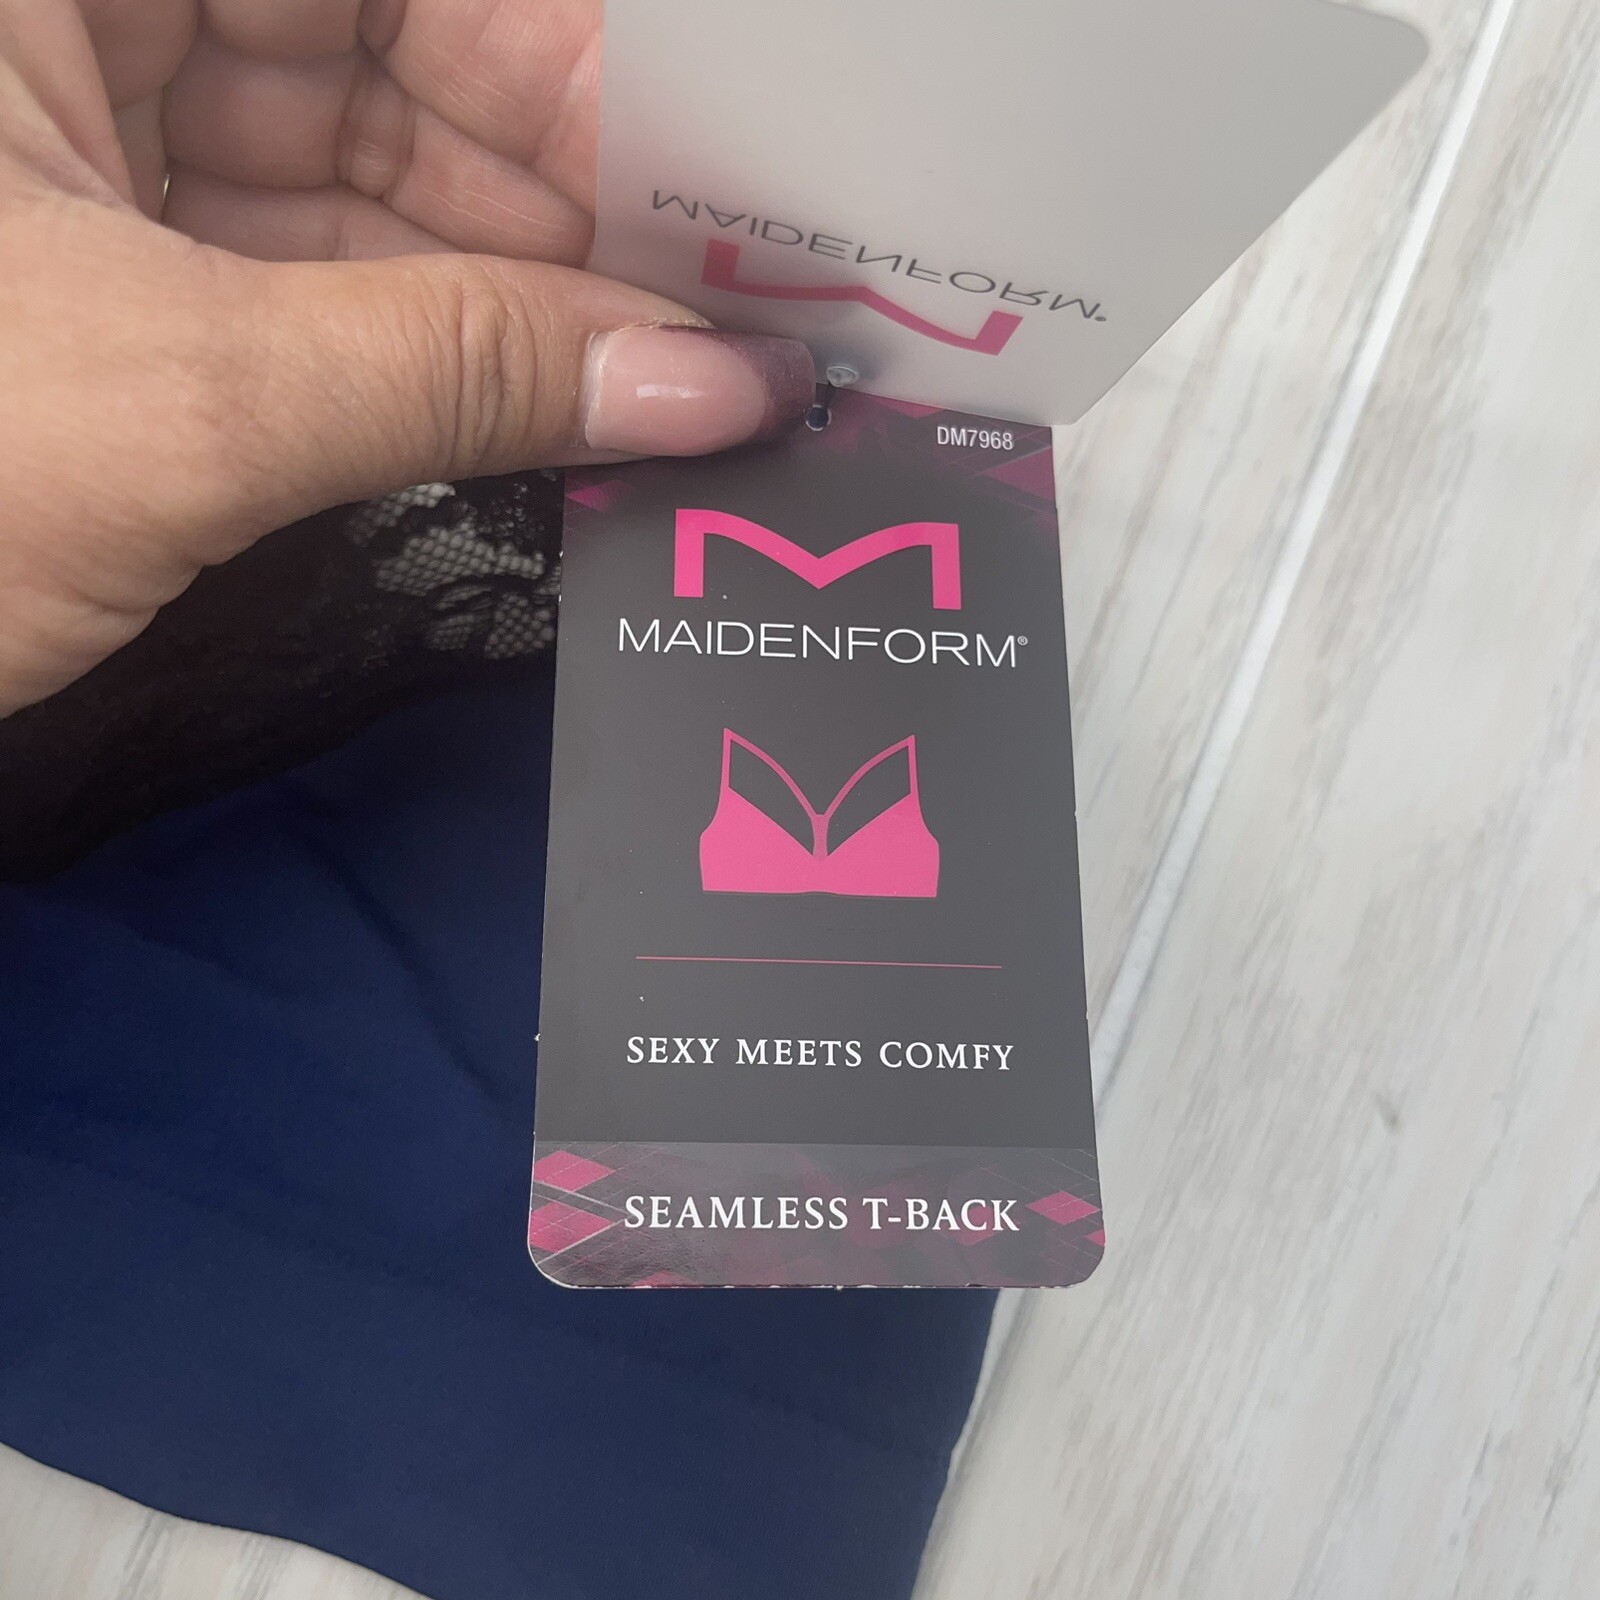 MAIDENFORM®
DM7968
MAIDENFORM®
SEXY MEETS COMFY
SEAMLESS T-BACK